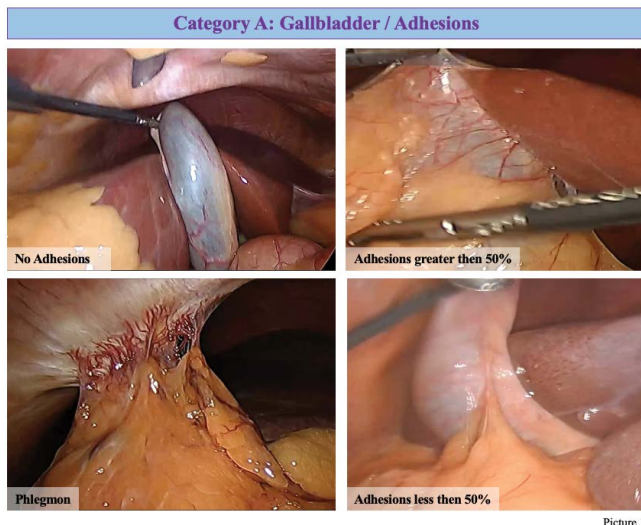 Category A: Gallbladder / Adhesions
No Adhesions
Adhesions greater then 50%
Phlegmon
Adhesions less then 50%
Picture